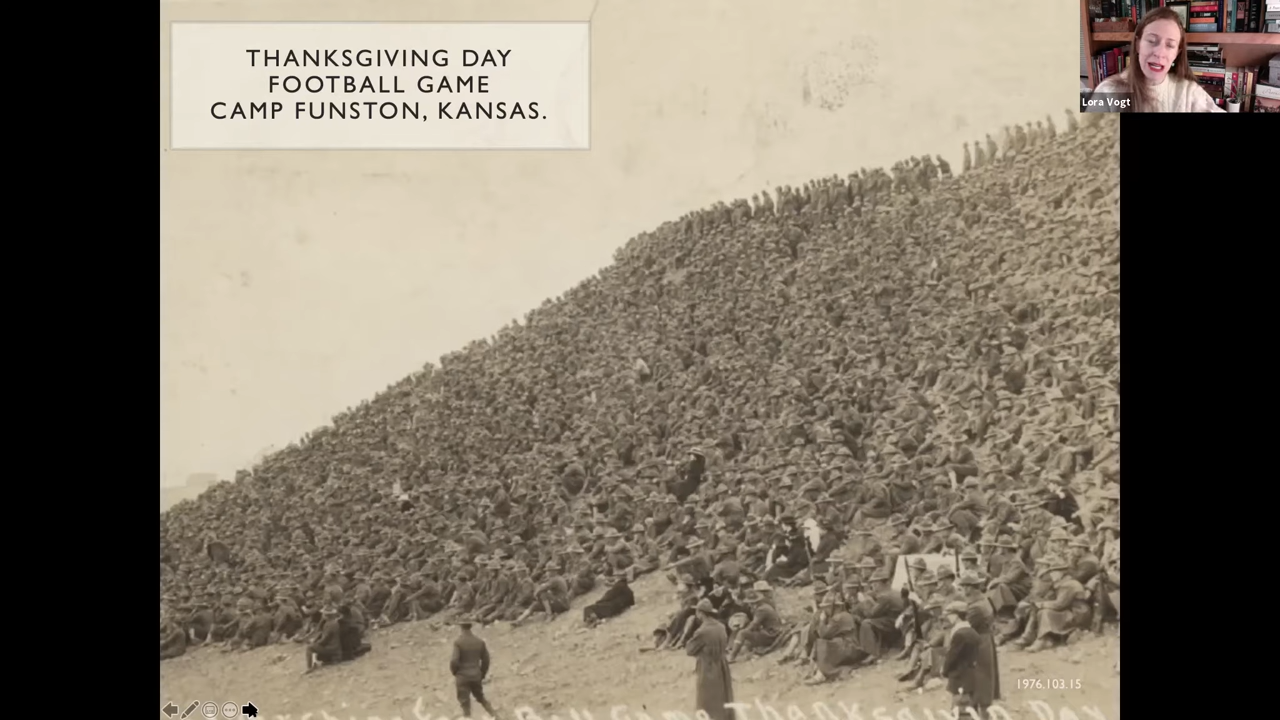 THANKSGIVING DAY
FOOTBALL GAME
CAMP FUNSTON, KANSAS.
Lora Vogt
1976.103.15